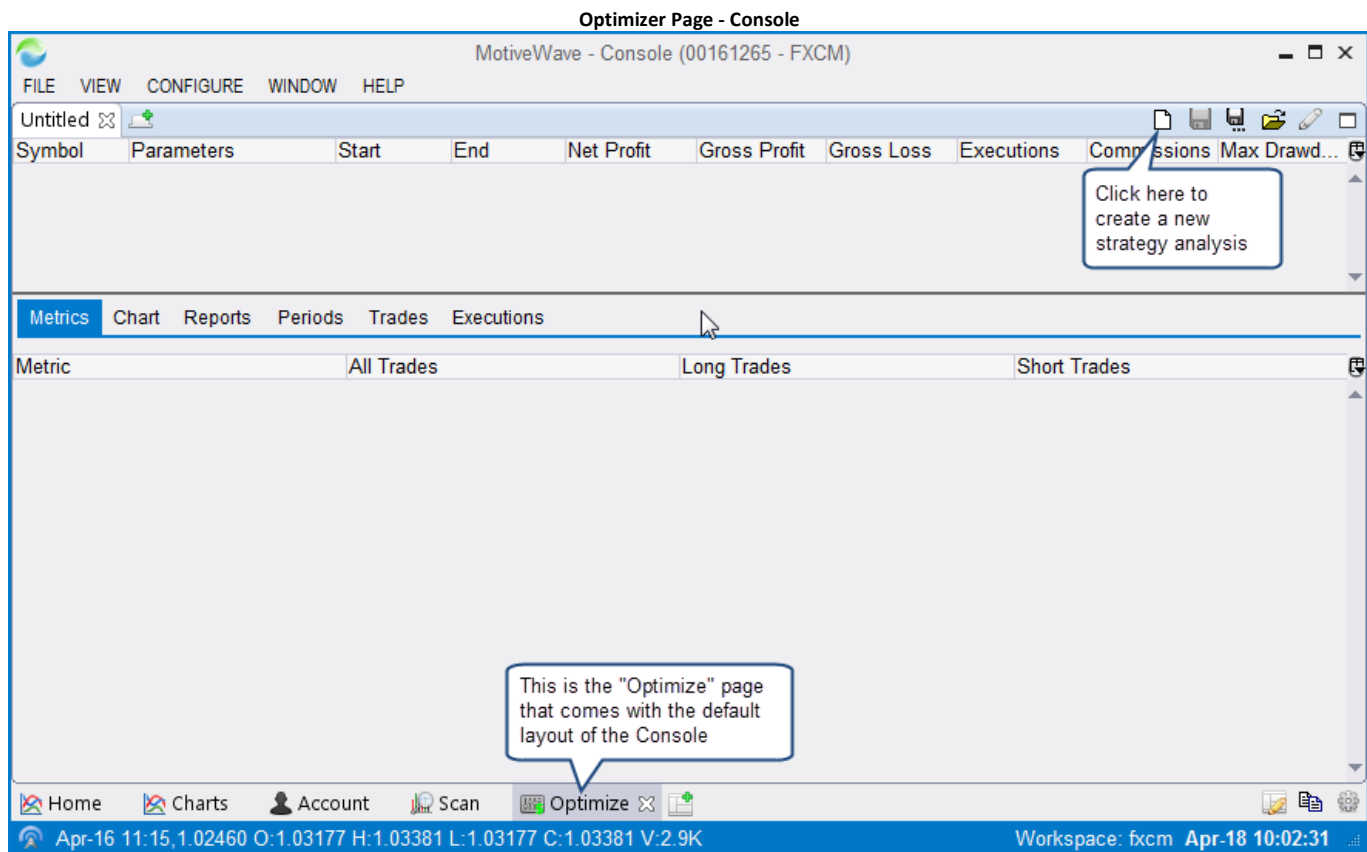 Optimizer Page - Console
MotiveWave - Console (00161265 - FXCM)
FILE VIEW CONFIGURE WINDOW HELP
Untitled
Symbol Parameters Start End Net Profit Gross Profit Gross Loss Executions Commissions Max Drawd...
Click here to
create a new
strategy analysis
Metrics Chart Reports Periods Trades Executions
Metric All Trades Long Trades Short Trades
This is the "Optimize" page
that comes with the default
layout of the Console
Home Charts Account Scan Optimize
Apr-16 11:15,1.02460 O:1.03177 H:1.03381 L:1.03177 C:1.03381 V:2.9K Workspace: fxcm Apr-18 10:02:31